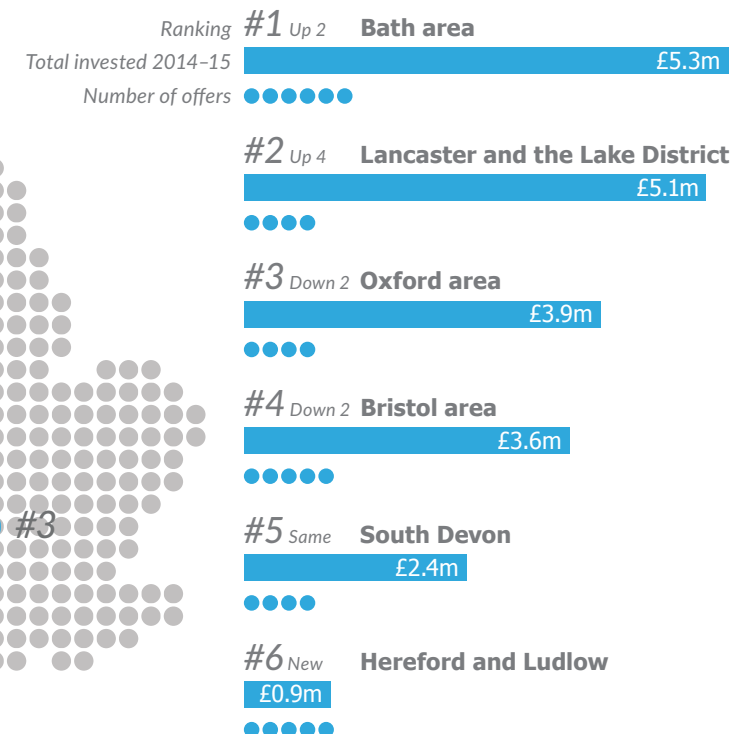 Ranking #1 Up 2 Bath area
Total invested 2014–15 £5.3m
Number of offers
#2 Up 4 Lancaster and the Lake District
£5.1m
#3 Down 2 Oxford area
£3.9m
#4 Down 2 Bristol area
£3.6m
#3
#5 Same South Devon
£2.4m
#6 New Hereford and Ludlow
£0.9m